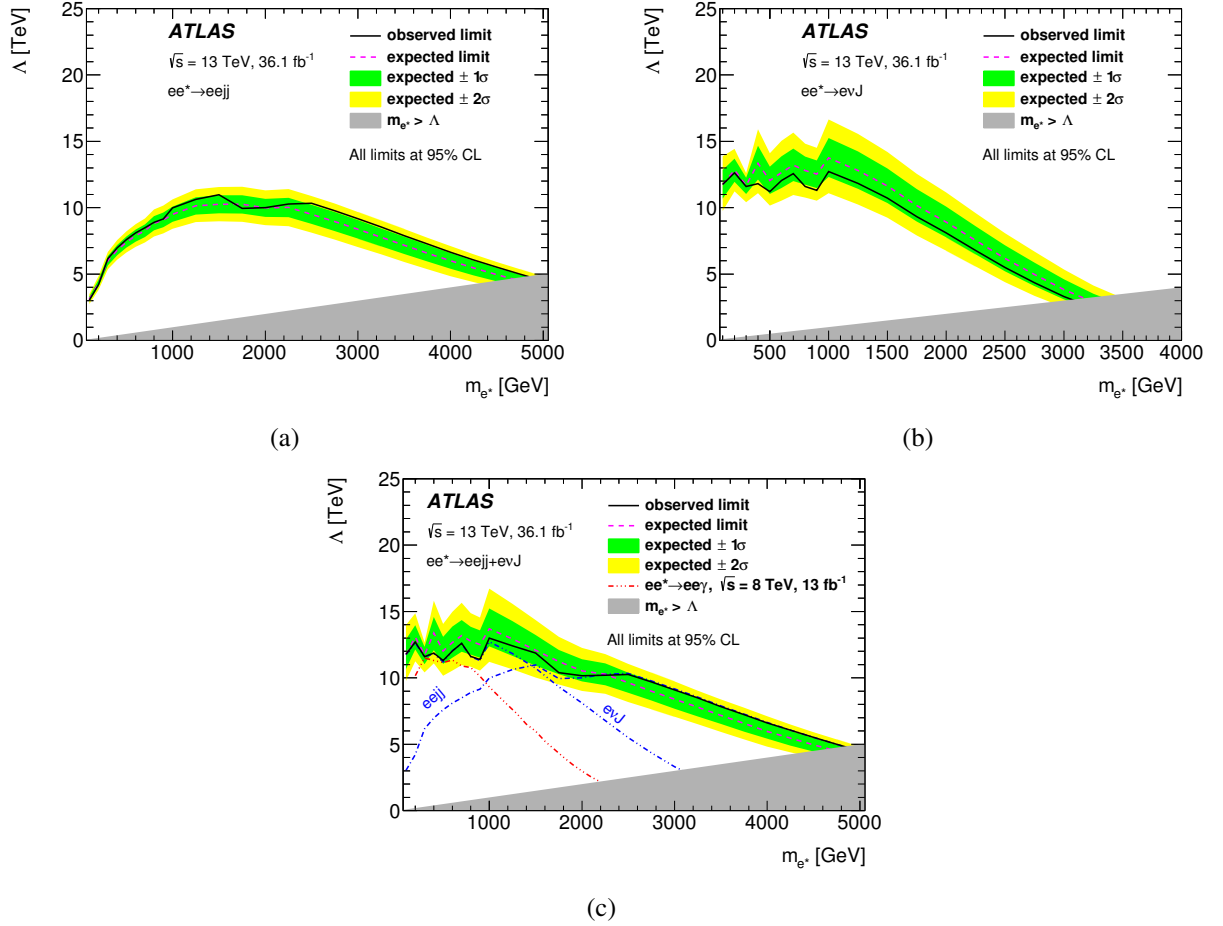 Λ [TeV]
25
20
15
10
5
0
ATLAS
√s = 13 TeV, 36.1 fb⁻¹
ee*→eejj
observed limit
expected limit
expected ± 1σ
expected ± 2σ
mₑ* > Λ
All limits at 95% CL
1000 2000 3000 4000 5000
mₑ* [GeV]
(a)
Λ [TeV]
25
20
15
10
5
0
ATLAS
√s = 13 TeV, 36.1 fb⁻¹
ee*→eνJ
observed limit
expected limit
expected ± 1σ
expected ± 2σ
mₑ* > Λ
All limits at 95% CL
500 1000 1500 2000 2500 3000 3500 4000
mₑ* [GeV]
(b)
Λ [TeV]
25
20
15
10
5
0
ATLAS
√s = 13 TeV, 36.1 fb⁻¹
ee*→eejj+eνJ
observed limit
expected limit
expected ± 1σ
expected ± 2σ
ee*→eeγ, √s = 8 TeV, 13 fb⁻¹
mₑ* > Λ
All limits at 95% CL
eejj
eνJ
1000 2000 3000 4000 5000
mₑ* [GeV]
(c)